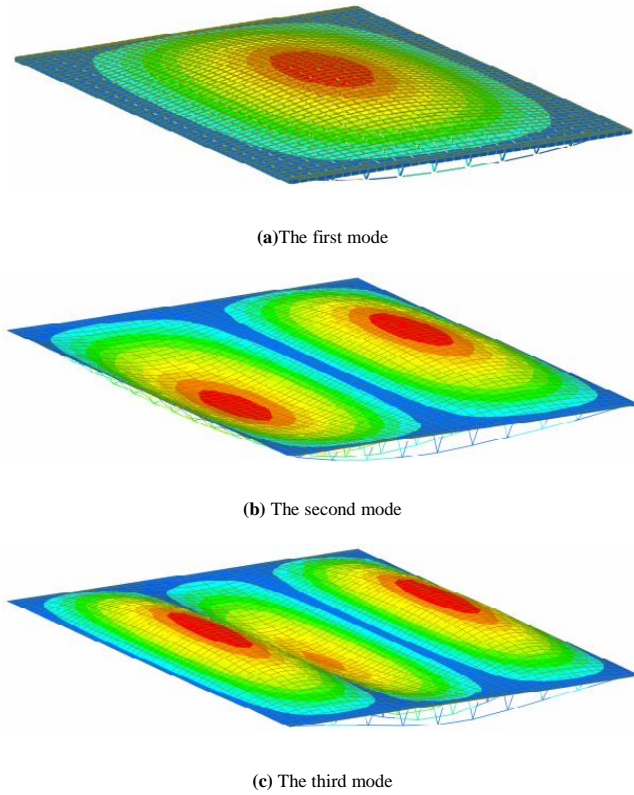 (a)The first mode
(b) The second mode
(c) The third mode